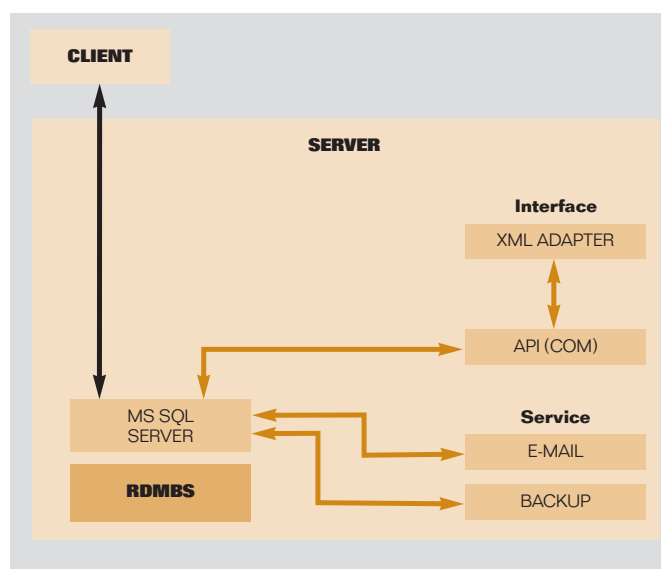 CLIENT
SERVER
Interface
XML ADAPTER
API (COM)
MS SQL
SERVER
RDMBS
Service
E-MAIL
BACKUP